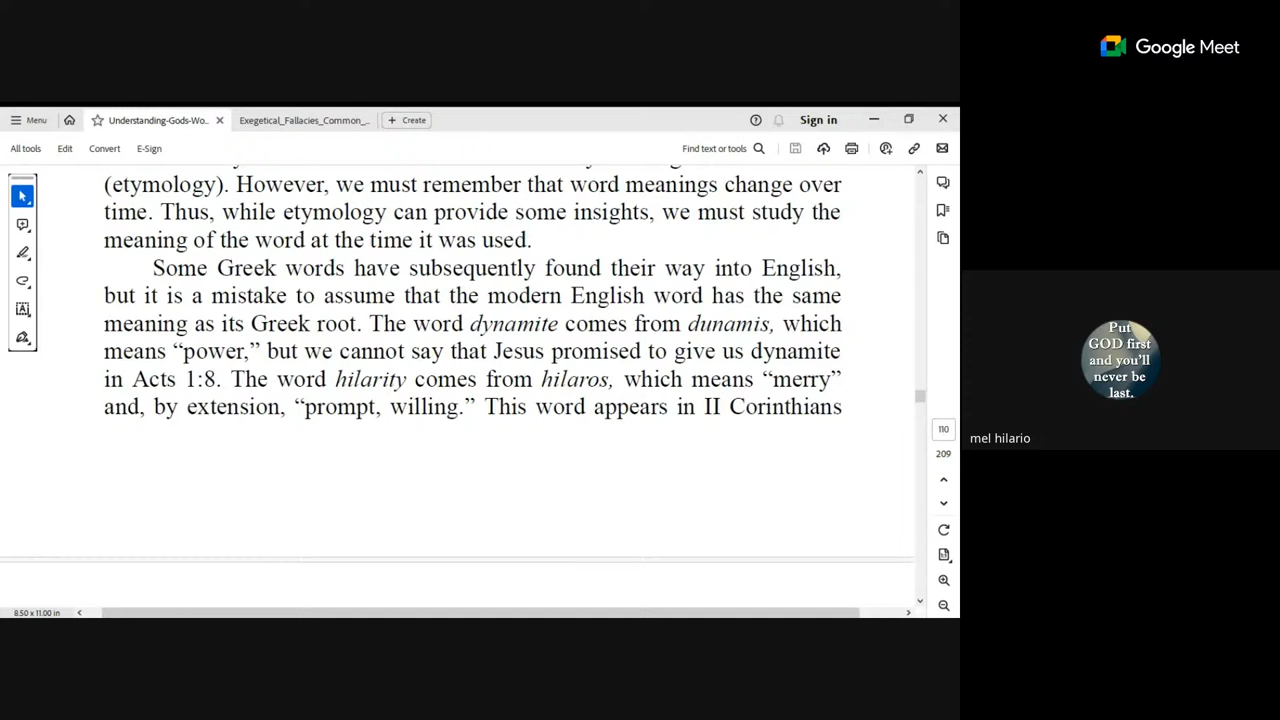 Google Meet
Menu
Understanding-Gods-Wo...
Exegetical_Fallacies_Common_...
Create
Sign in
All tools
Edit
Convert
E-Sign
Find text or tools
(etymology). However, we must remember that word meanings change over
time. Thus, while etymology can provide some insights, we must study the
meaning of the word at the time it was used.
Some Greek words have subsequently found their way into English,
but it is a mistake to assume that the modern English word has the same
meaning as its Greek root. The word dynamite comes from dunamis, which
means “power,” but we cannot say that Jesus promised to give us dynamite
in Acts 1:8. The word hilarity comes from hilaros, which means “merry”
and, by extension, “prompt, willing.” This word appears in II Corinthians
110
209
8.50 x 11.00 in
Put
GOD first
and you'll
never be
last.
mel hilario